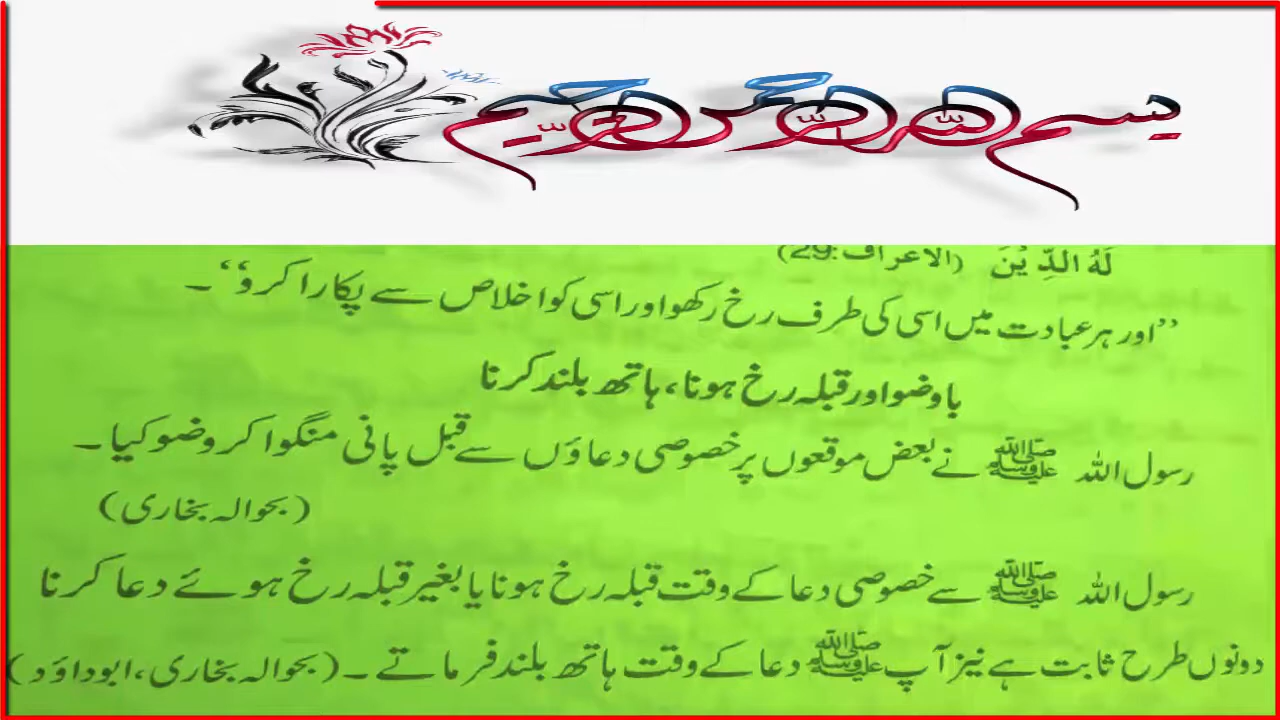 بسم الله الرحمن الرحيم
لَهُ الدِّيْنَ (الاعراف:29)
”اور ہر عبادت میں اسی کی طرف رخ رکھو اور اسی کو اخلاص سے پکارا کرو“۔
باوضو اور قبلہ رخ ہونا، ہاتھ بلند کرنا
رسول اللہ ﷺ نے بعض موقعوں پر خصوصی دعاؤں سے قبل پانی منگوا کر وضو کیا۔
(بحوالہ بخاری)
رسول اللہ ﷺ سے خصوصی دعا کے وقت قبلہ رخ ہونا یا بغیر قبلہ رخ ہوئے دعا کرنا
دونوں طرح ثابت ہے نیز آپ ﷺ دعا کے وقت ہاتھ بلند فرماتے۔ (بحوالہ بخاری، ابوداؤد)